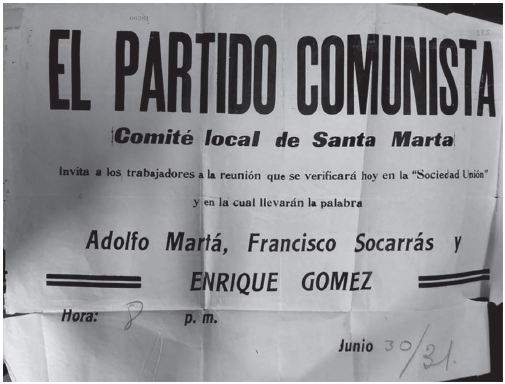 EL PARTIDO COMUNISTA
Comité local de Santa Marta
Invita a los trabajadores a la reunión que se verificará hoy en la "Sociedad Unión"
y en la cual llevarán la palabra
Adolfo Martá, Francisco Socarrás y
ENRIQUE GOMEZ
Hora: 8 p. m.
Junio 30/31.